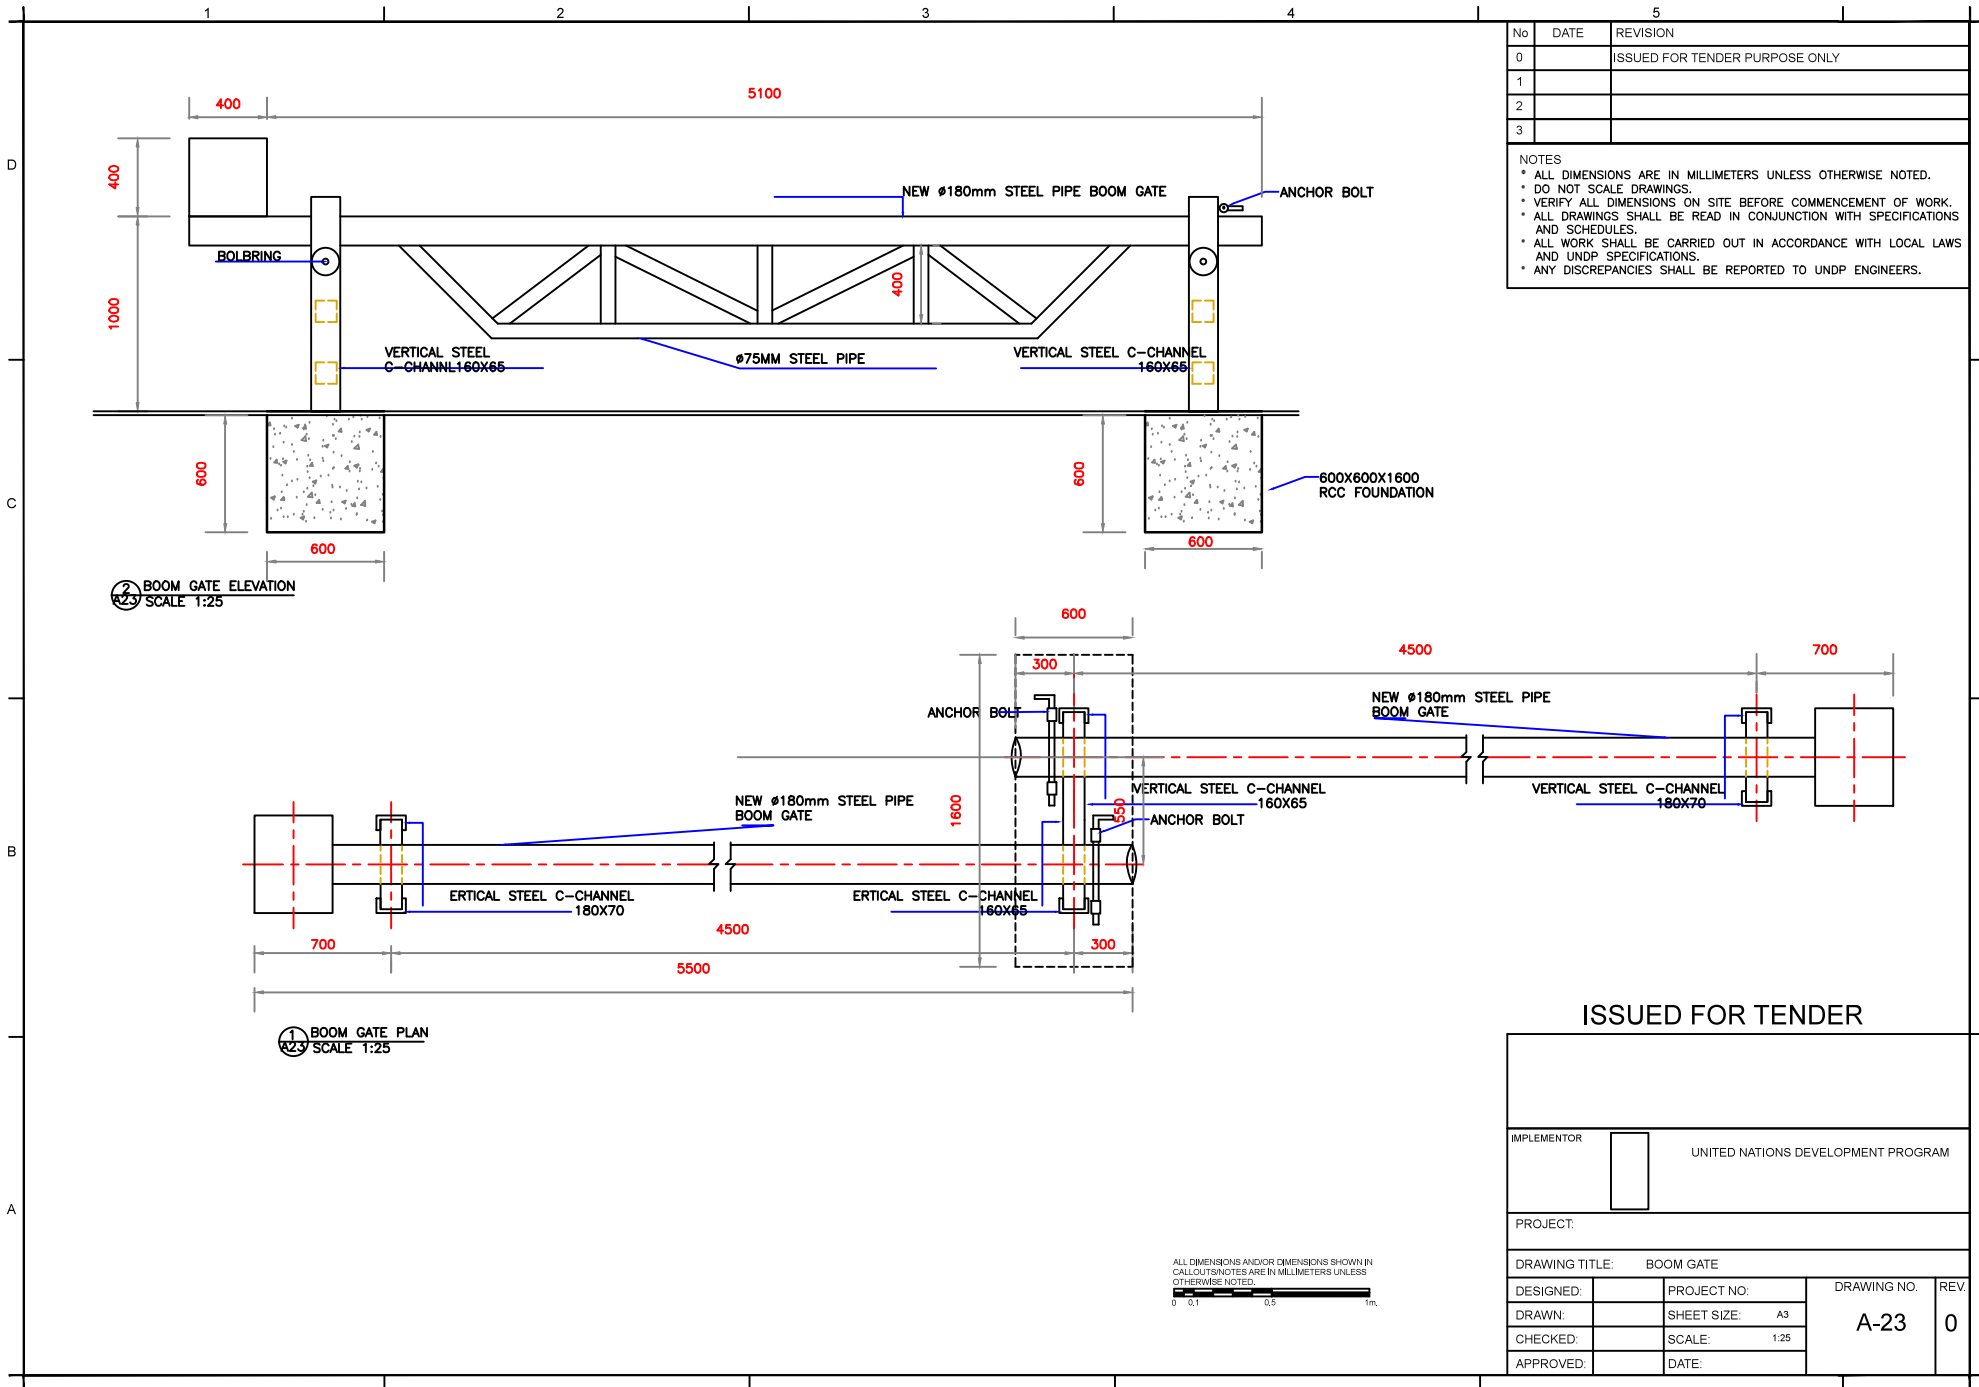 1 2 3 4 5
No DATE REVISION
0 ISSUED FOR TENDER PURPOSE ONLY
1
2
3
NOTES
* ALL DIMENSIONS ARE IN MILLIMETERS UNLESS OTHERWISE NOTED.
* DO NOT SCALE DRAWINGS.
* VERIFY ALL DIMENSIONS ON SITE BEFORE COMMENCEMENT OF WORK.
* ALL DRAWINGS SHALL BE READ IN CONJUNCTION WITH SPECIFICATIONS
AND SCHEDULES.
* ALL WORK SHALL BE CARRIED OUT IN ACCORDANCE WITH LOCAL LAWS
AND UNDP SPECIFICATIONS.
* ANY DISCREPANCIES SHALL BE REPORTED TO UNDP ENGINEERS.
D
C
B
A
400
5100
400
1000
NEW ø180mm STEEL PIPE BOOM GATE
ANCHOR BOLT
BOLBRING
400
VERTICAL STEEL
C-CHANNL160X65
ø75MM STEEL PIPE
VERTICAL STEEL C-CHANNEL
160X65
600
600
600X600X1600
RCC FOUNDATION
600
600
2
A23
BOOM GATE ELEVATION
SCALE 1:25
600
300
4500
700
ANCHOR BOLT
NEW ø180mm STEEL PIPE
BOOM GATE
1600
550
VERTICAL STEEL C-CHANNEL
160X65
VERTICAL STEEL C-CHANNEL
180X70
ANCHOR BOLT
NEW ø180mm STEEL PIPE
BOOM GATE
ERTICAL STEEL C-CHANNEL
180X70
ERTICAL STEEL C-CHANNEL
160X65
700
4500
300
5500
1
A23
BOOM GATE PLAN
SCALE 1:25
ISSUED FOR TENDER
IMPLEMENTOR
UNITED NATIONS DEVELOPMENT PROGRAM
PROJECT:
DRAWING TITLE: BOOM GATE
DESIGNED: PROJECT NO:
DRAWN: SHEET SIZE: A3
CHECKED: SCALE: 1:25
APPROVED: DATE:
DRAWING NO. REV.
A-23 0
ALL DIMENSIONS AND/OR DIMENSIONS SHOWN IN
CALLOUTS/NOTES ARE IN MILLIMETERS UNLESS
OTHERWISE NOTED.
0 0.1 0.5 1m.